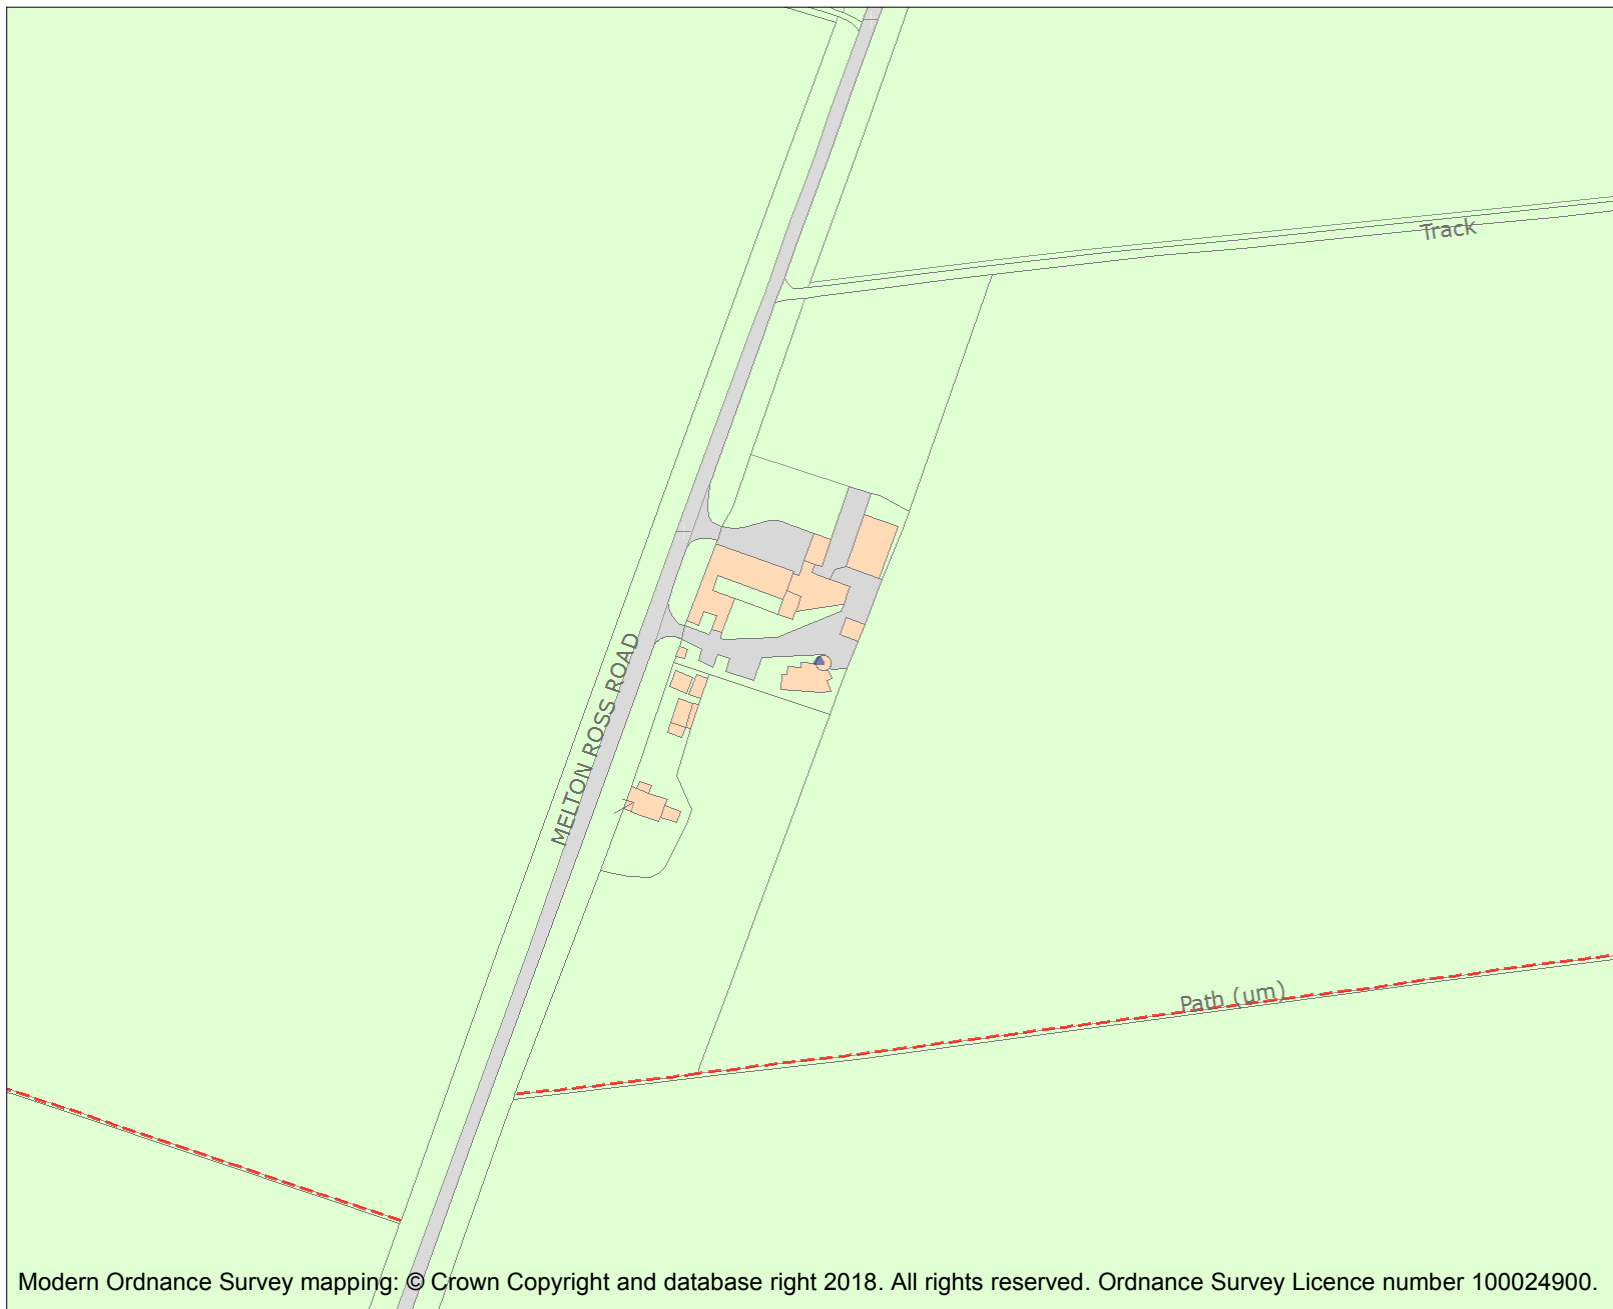 Track
MELTON ROSS ROAD
Path (um)
Modern Ordnance Survey mapping: © Crown Copyright and database right 2018. All rights reserved. Ordnance Survey Licence number 100024900.